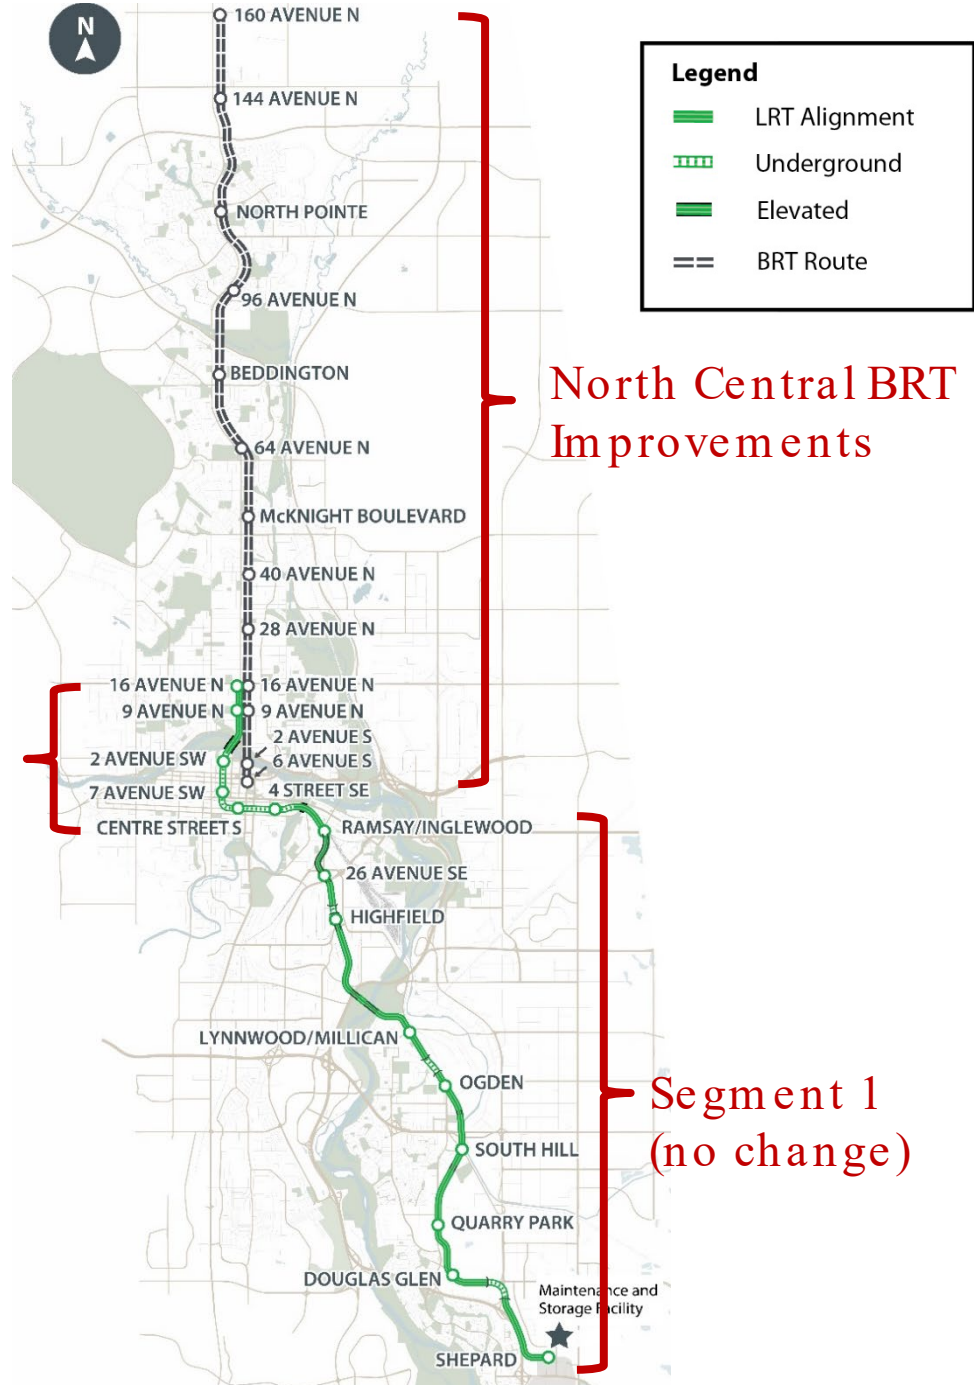 N
160 AVENUE N
144 AVENUE N
NORTH POINTE
96 AVENUE N
BEDDINGTON
64 AVENUE N
McKNIGHT BOULEVARD
40 AVENUE N
28 AVENUE N
16 AVENUE N
16 AVENUE N
9 AVENUE N
9 AVENUE N
2 AVENUE S
2 AVENUE SW
6 AVENUE S
7 AVENUE SW
4 STREET SE
CENTRE STREET S
RAMSAY/INGLEWOOD
26 AVENUE SE
HIGHFIELD
LYNNWOOD/MILLICAN
OGDEN
SOUTH HILL
QUARRY PARK
DOUGLAS GLEN
Maintenance and
Storage Facility
SHEPARD
Legend
LRT Alignment
Underground
Elevated
BRT Route
North Central BRT
Improvements
Segment 1
(no change)